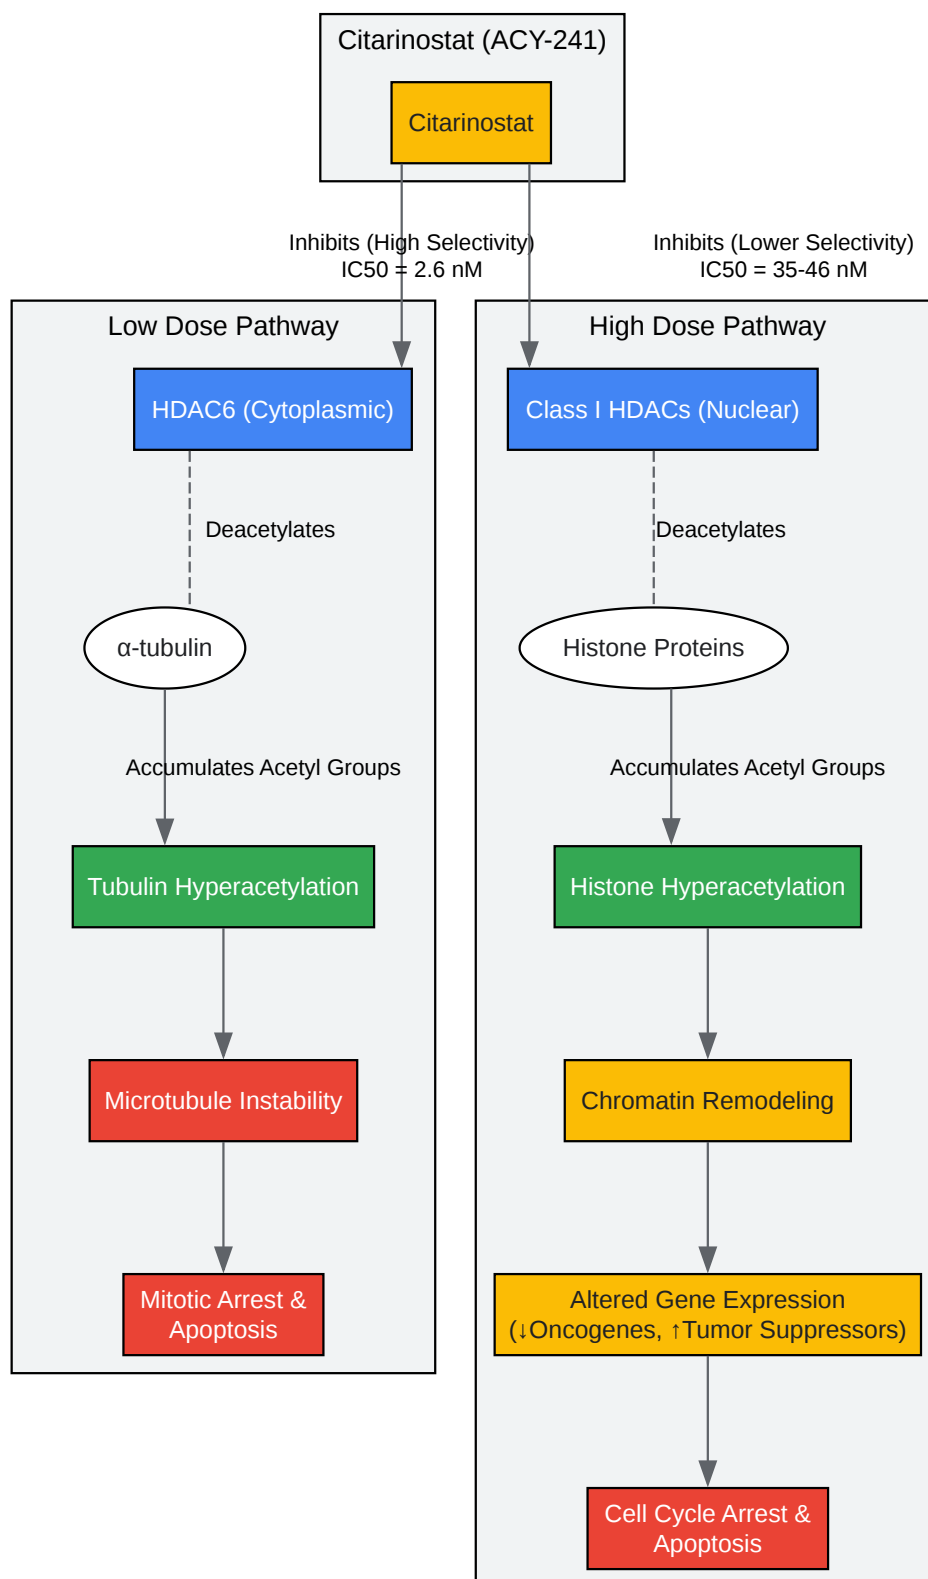 Citarinostat (ACY-241)
Citarinostat
Inhibits (High Selectivity)
IC50 = 2.6 nM
Inhibits (Lower Selectivity)
IC50 = 35-46 nM
Low Dose Pathway
HDAC6 (Cytoplasmic)
Deacetylates
α-tubulin
Accumulates Acetyl Groups
Tubulin Hyperacetylation
Microtubule Instability
Mitotic Arrest &
Apoptosis
High Dose Pathway
Class I HDACs (Nuclear)
Deacetylates
Histone Proteins
Accumulates Acetyl Groups
Histone Hyperacetylation
Chromatin Remodeling
Altered Gene Expression
(↓Oncogenes, ↑Tumor Suppressors)
Cell Cycle Arrest &
Apoptosis